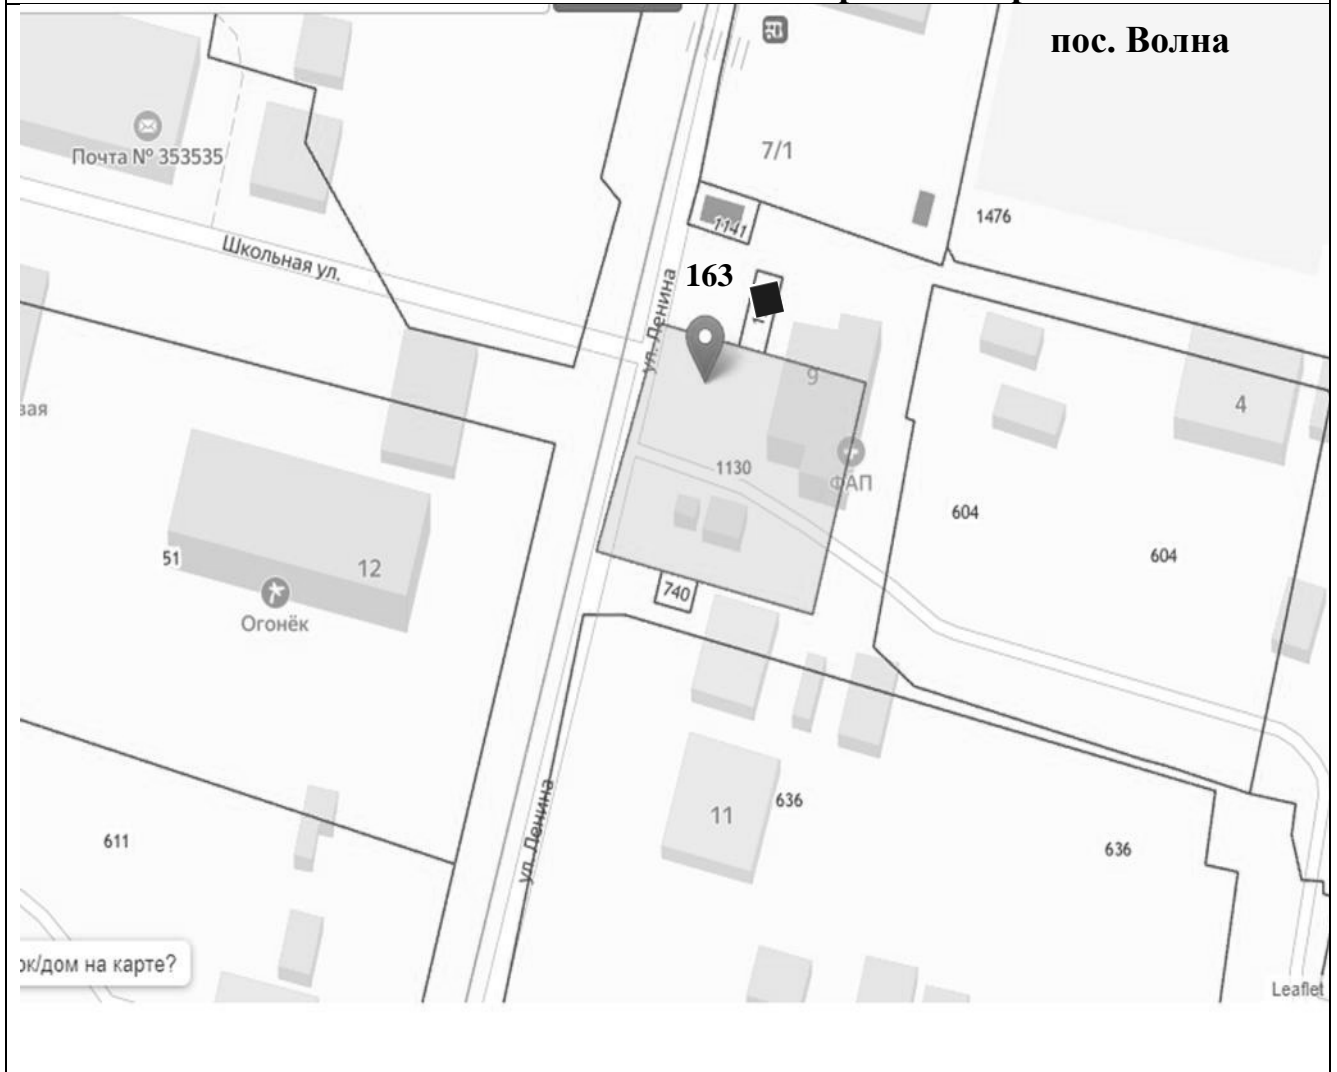 пос. Волна
Почта № 353535
7/1
1476
1141
Школьная ул.
163
ул. Ленина
9
4
1130
ФАП
604
604
51
12
740
Огонёк
11
636
636
ул. Ленина
611
дом на карте?
Leaflet